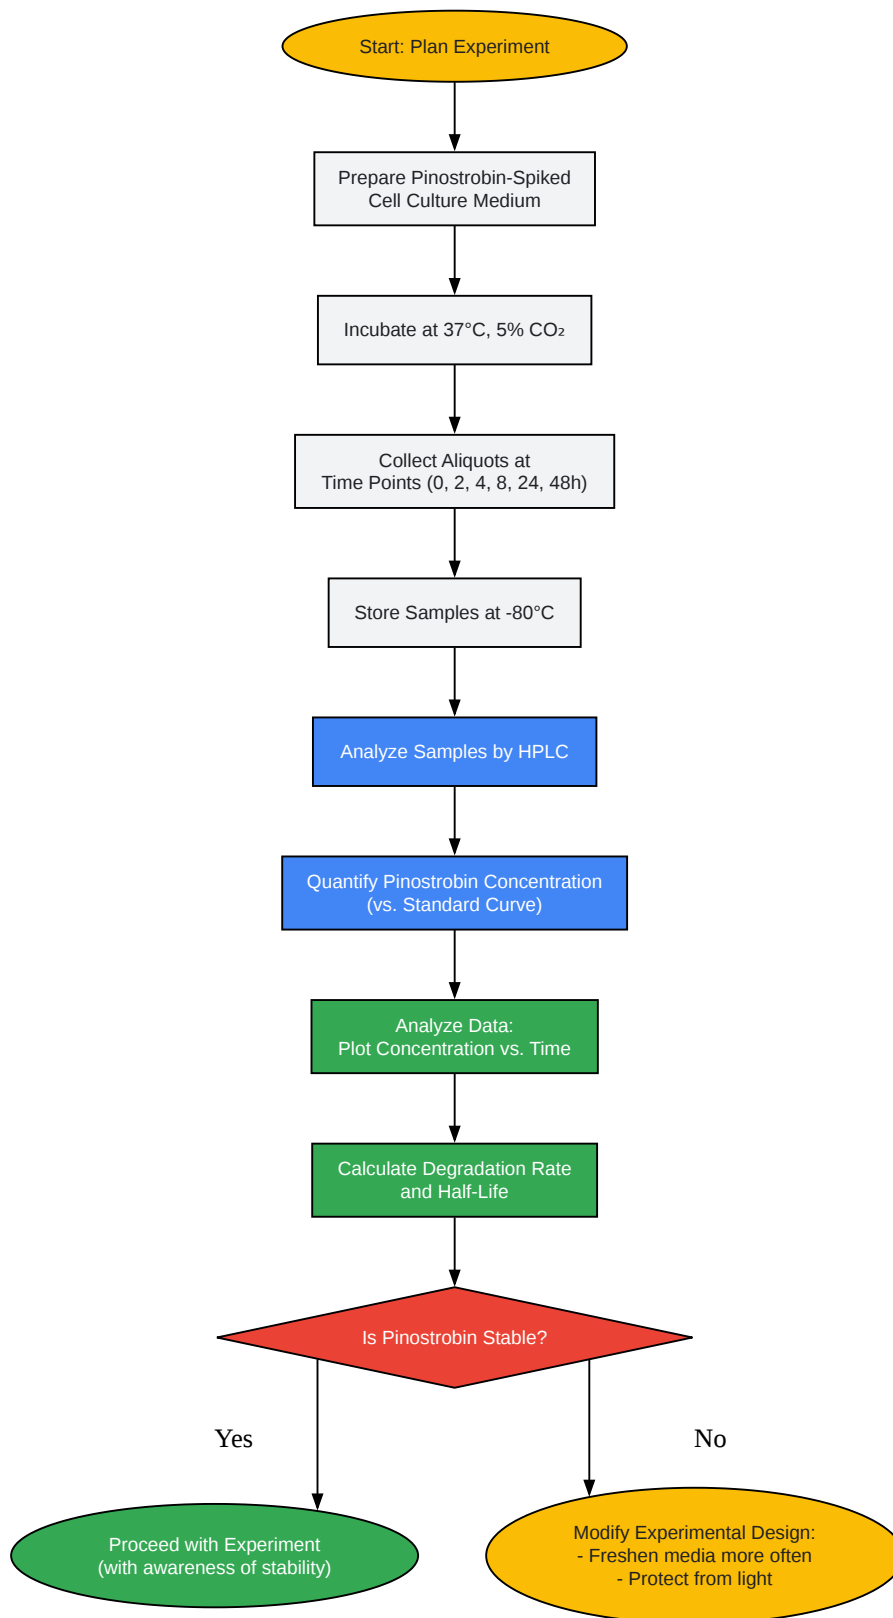 Start: Plan Experiment
Prepare Pinostrobin-Spiked
Cell Culture Medium
Incubate at 37°C, 5% CO₂
Collect Aliquots at
Time Points (0, 2, 4, 8, 24, 48h)
Store Samples at -80°C
Analyze Samples by HPLC
Quantify Pinostrobin Concentration
(vs. Standard Curve)
Analyze Data:
Plot Concentration vs. Time
Calculate Degradation Rate
and Half-Life
Is Pinostrobin Stable?
Yes
No
Proceed with Experiment
(with awareness of stability)
Modify Experimental Design:
- Freshen media more often
- Protect from light